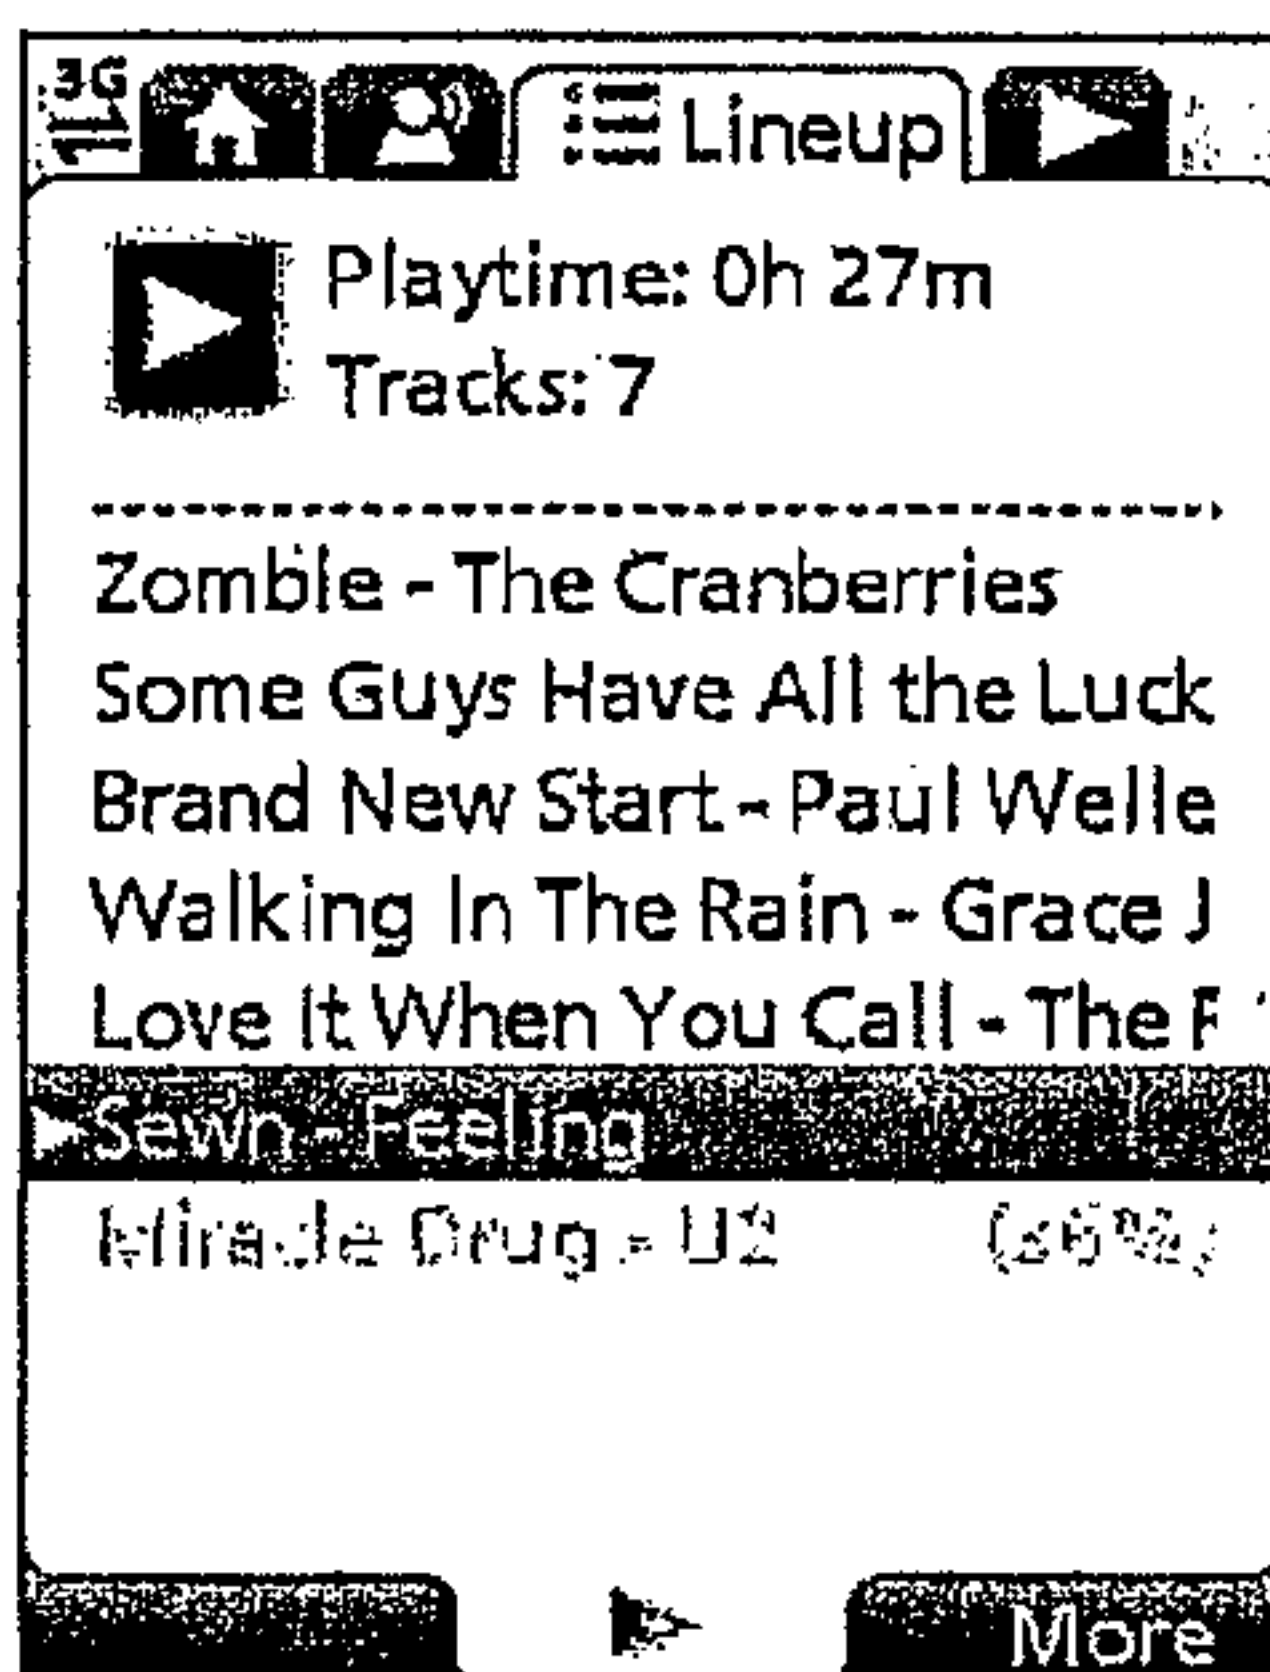 3G
Lineup
Playtime: 0h 27m
Tracks: 7
Zombie - The Cranberries
Some Guys Have All the Luck
Brand New Start - Paul Welle
Walking In The Rain - Grace J
Love It When You Call - The F
Sewn - Feeling
Miracle Drug - U2
More